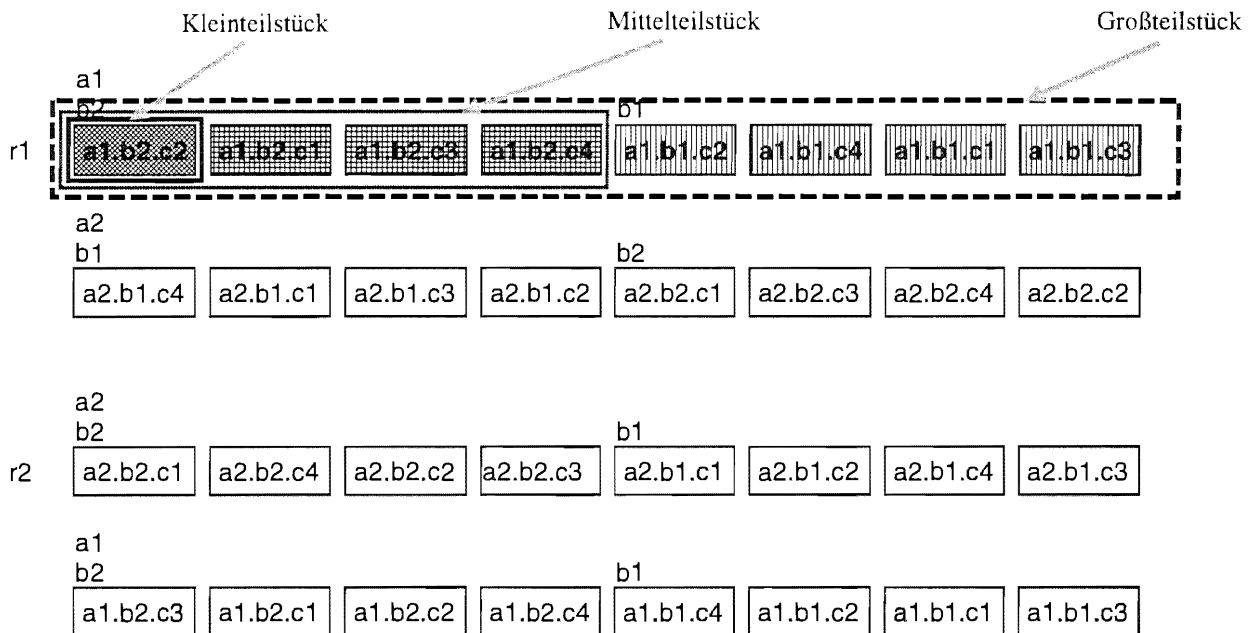 Kleinteilstück Mittelteilstück Großteilstück
a1
b2 b1
r1 a1.b2.c2 a1.b2.c1 a1.b2.c3 a1.b2.c4 a1.b1.c2 a1.b1.c4 a1.b1.c1 a1.b1.c3
a2
b1 b2
a2.b1.c4 a2.b1.c1 a2.b1.c3 a2.b1.c2 a2.b2.c1 a2.b2.c3 a2.b2.c4 a2.b2.c2
a2
b2 b1
r2 a2.b2.c1 a2.b2.c4 a2.b2.c2 a2.b2.c3 a2.b1.c1 a2.b1.c2 a2.b1.c4 a2.b1.c3
a1
b2 b1
a1.b2.c3 a1.b2.c1 a1.b2.c2 a1.b2.c4 a1.b1.c4 a1.b1.c2 a1.b1.c1 a1.b1.c3